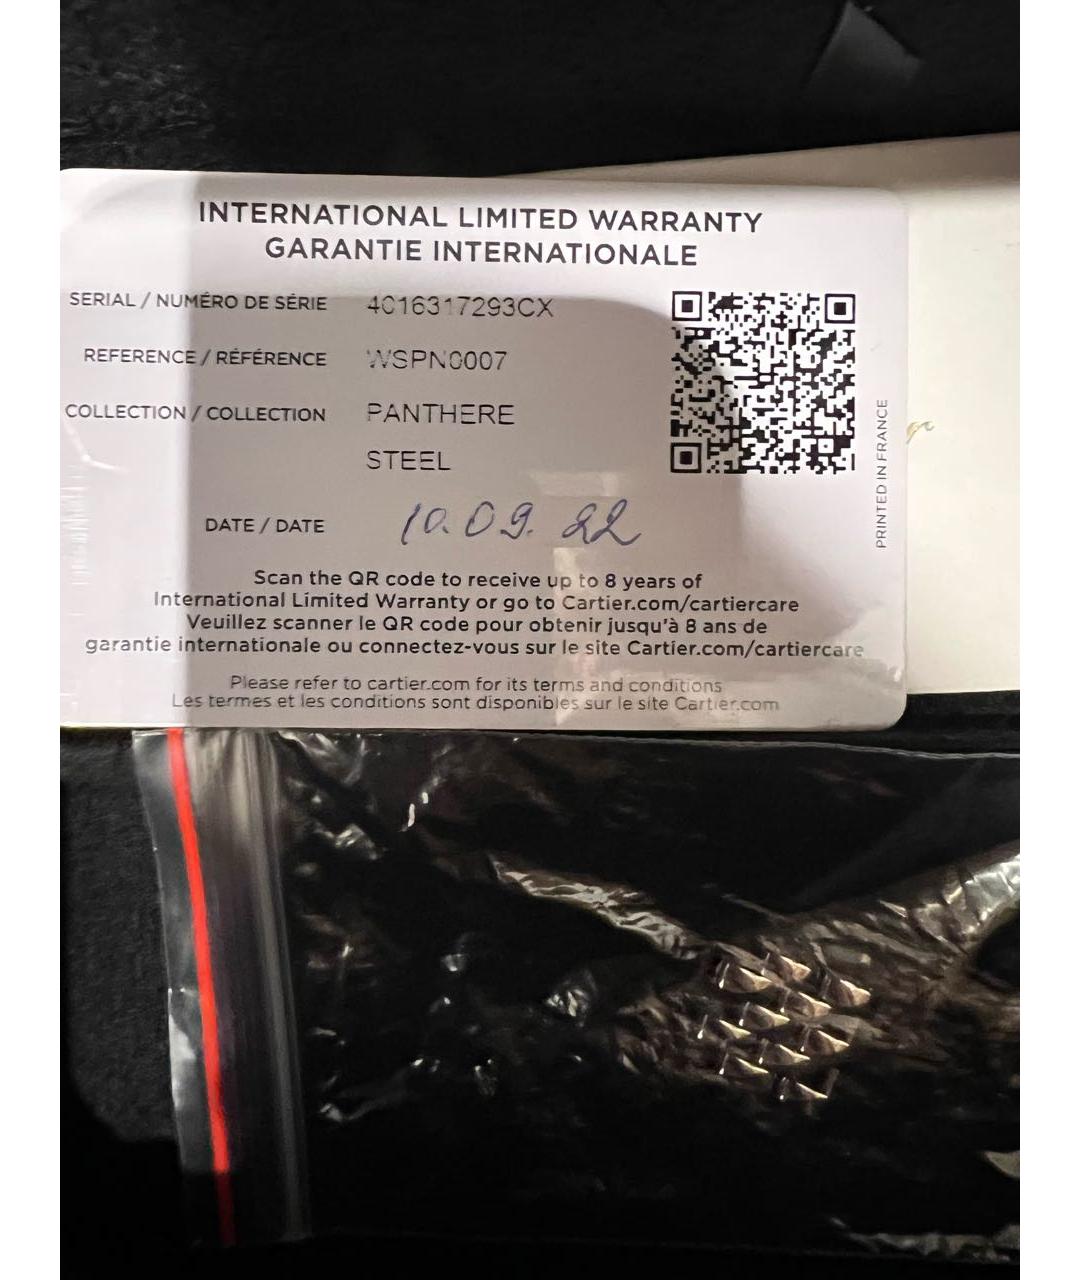 INTERNATIONAL LIMITED WARRANTY
GARANTIE INTERNATIONALE
SERIAL / NUMÉRO DE SÉRIE 4016317293CX
REFERENCE / RÉFÉRENCE WSPN0007
COLLECTION / COLLECTION PANTHERE
STEEL
DATE / DATE 10.09.22
Scan the QR code to receive up to 8 years of
International Limited Warranty or go to Cartier.com/cartiercare
Veuillez scanner le QR code pour obtenir jusqu'à 8 ans de
garantie internationale ou connectez-vous sur le site Cartier.com/cartiercare
Please refer to cartier.com for its terms and conditions
Les termes et les conditions sont disponibles sur le site Cartier.com
PRINTED IN FRANCE